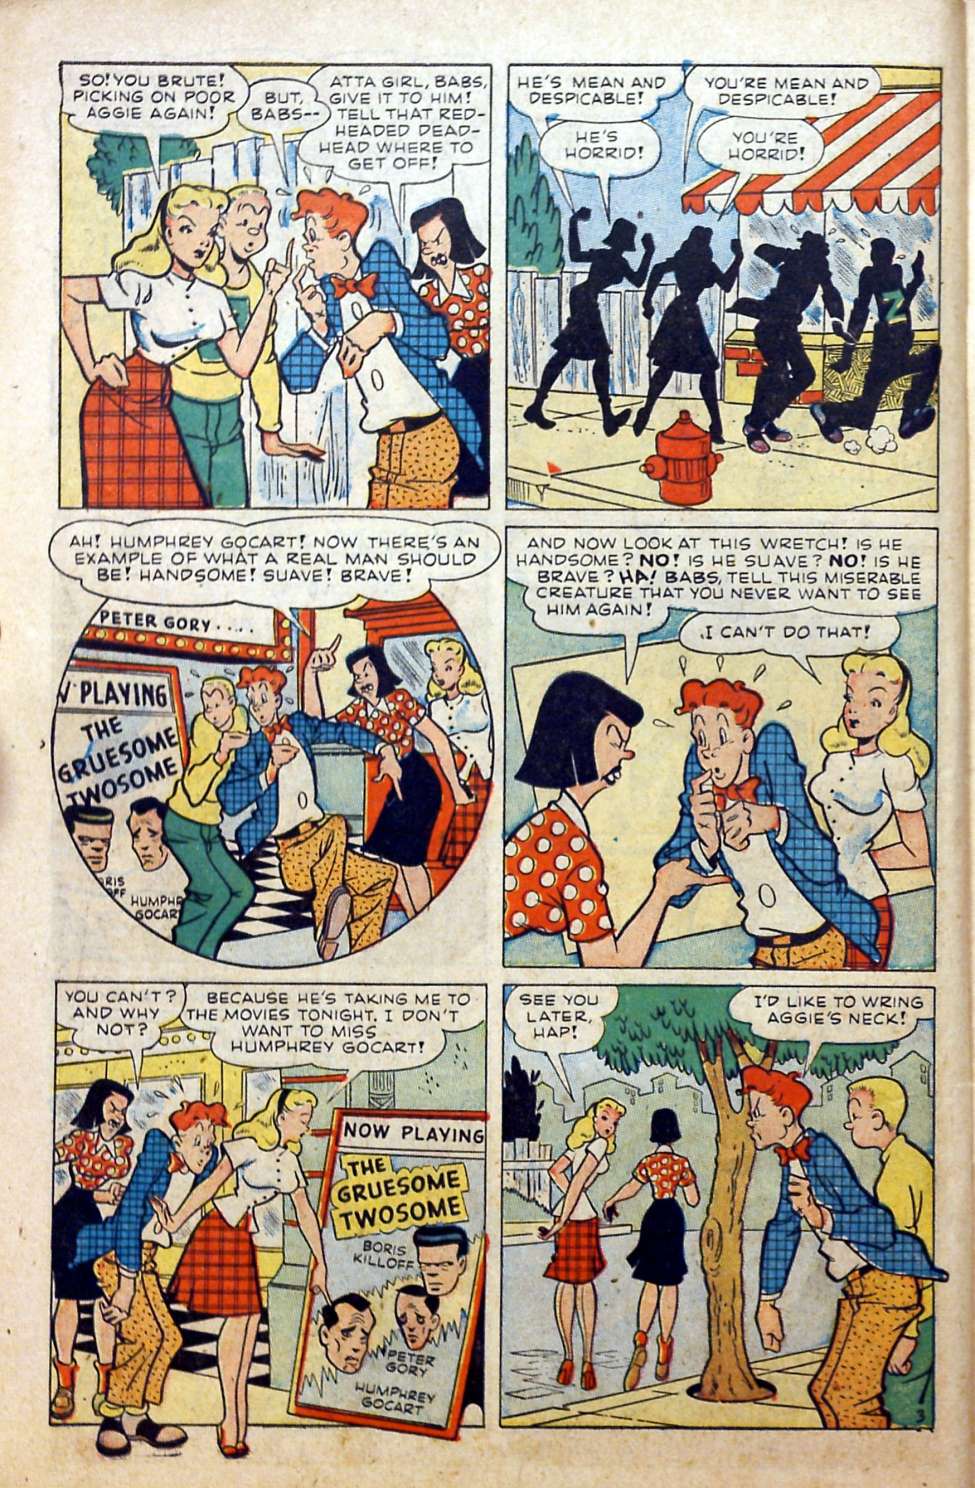 SO! YOU BRUTE!
PICKING ON POOR
AGGIE AGAIN!
BUT,
BABS--
ATTA GIRL, BABS,
GIVE IT TO HIM!
TELL THAT RED-
HEADED DEAD-
HEAD WHERE TO
GET OFF!
HE'S MEAN AND
DESPICABLE!
HE'S
HORRID!
YOU'RE MEAN AND
DESPICABLE!
YOU'RE
HORRID!
Z
AH! HUMPHREY GOCART! NOW THERE'S AN
EXAMPLE OF WHAT A REAL MAN SHOULD
BE! HANDSOME! SUAVE! BRAVE!
PETER GORY....
W PLAYING
THE
GRUESOME
TWOSOME
RIS
OFF
HUMPHR
GOCAR
AND NOW LOOK AT THIS WRETCH! IS HE
HANDSOME? NO! IS HE SUAVE? NO! IS HE
BRAVE? HA! BABS, TELL THIS MISERABLE
CREATURE THAT YOU NEVER WANT TO SEE
HIM AGAIN!
I CAN'T DO THAT!
YOU CAN'T?
AND WHY
NOT?
BECAUSE HE'S TAKING ME TO
THE MOVIES TONIGHT. I DON'T
WANT TO MISS
HUMPHREY GOCART!
NOW PLAYING
THE
GRUESOME
TWOSOME
BORIS
KILLOFF
PETER
GORY
HUMPHREY
GOCART
SEE YOU
LATER,
HAP!
I'D LIKE TO WRING
AGGIE'S NECK!
3